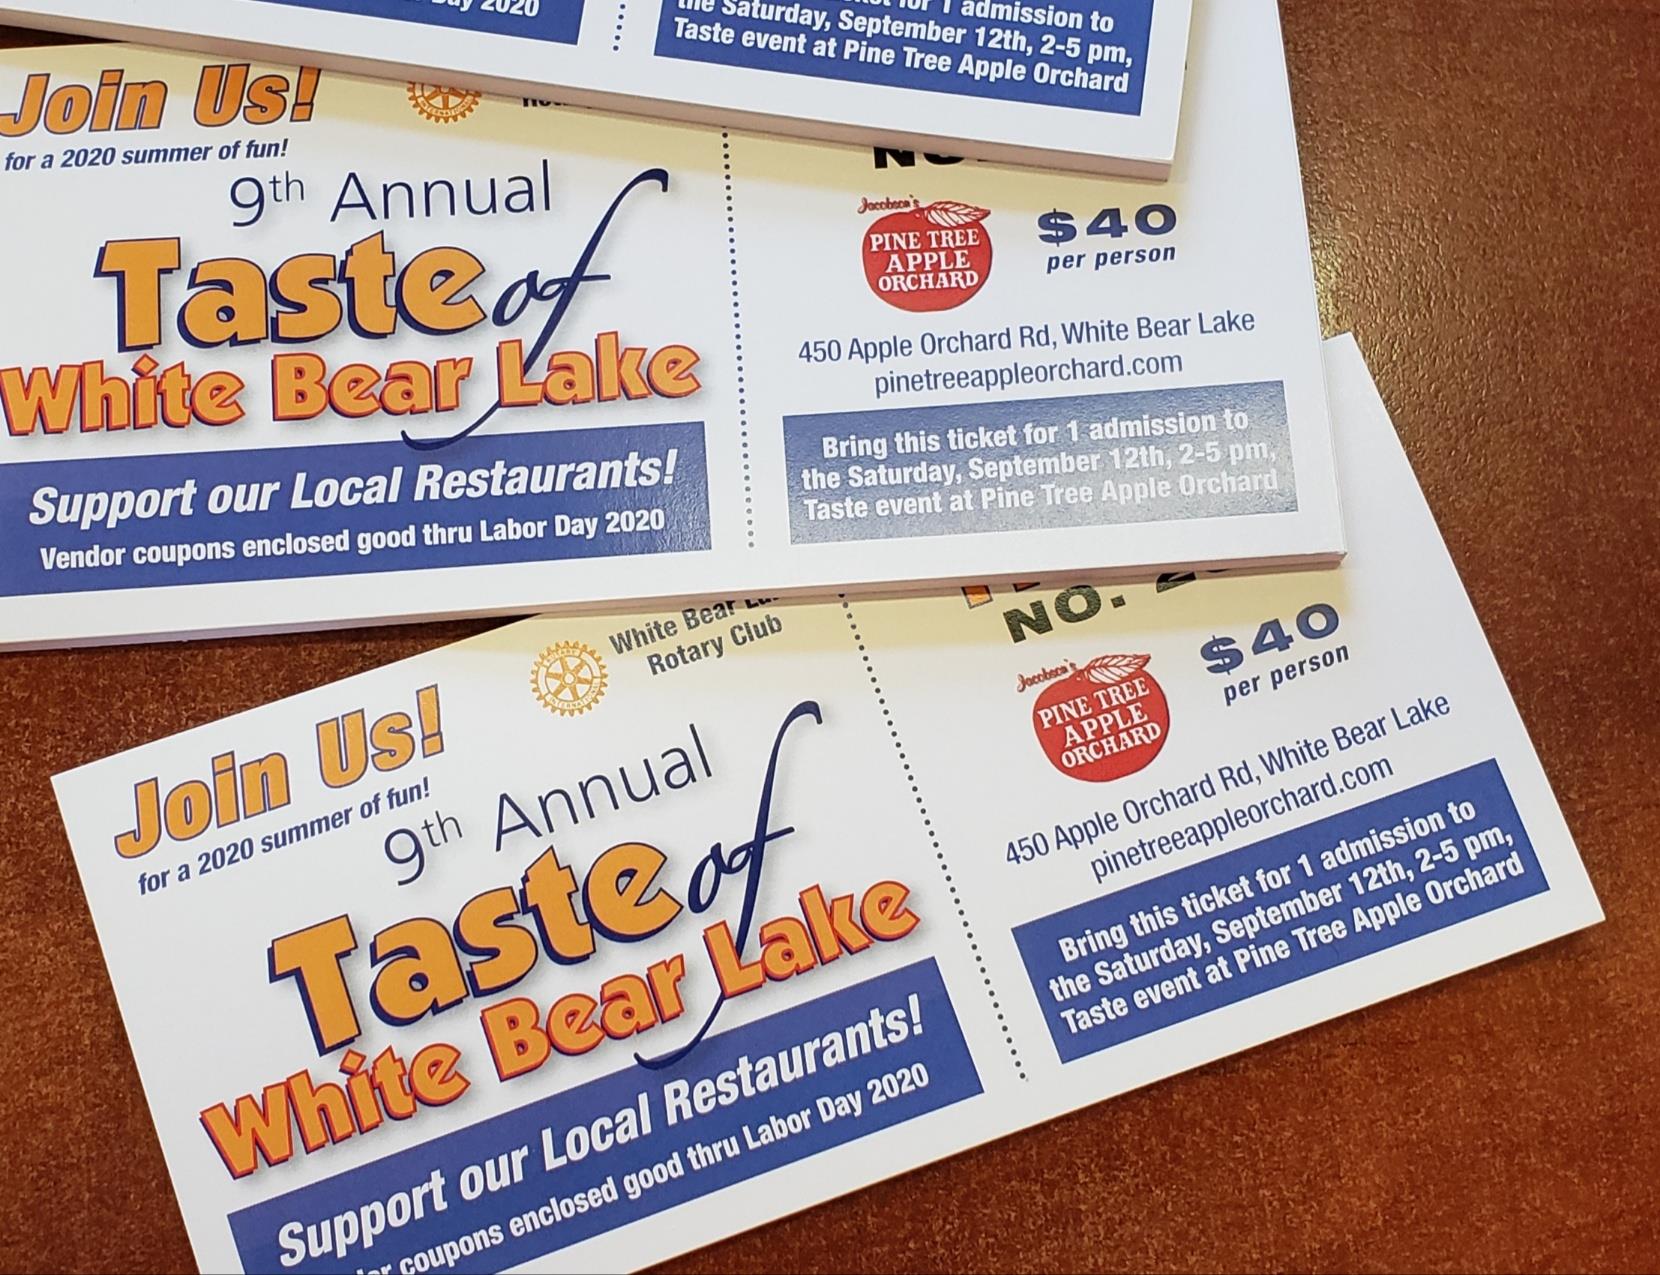 Day 2020
for 1 admission to
the Saturday, September 12th, 2-5 pm,
Taste event at Pine Tree Apple Orchard
Join Us!
for a 2020 summer of fun!
9th Annual
Taste of
White Bear Lake
Support our Local Restaurants!
Vendor coupons enclosed good thru Labor Day 2020
Jacobson's
PINE TREE
APPLE
ORCHARD
$40
per person
450 Apple Orchard Rd, White Bear Lake
pinetreeappleorchard.com
Bring this ticket for 1 admission to
the Saturday, September 12th, 2-5 pm,
Taste event at Pine Tree Apple Orchard
White Bear
Rotary Club
Join Us!
for a 2020 summer of fun!
9th Annual
Taste of
White Bear Lake
Support our Local Restaurants!
coupons enclosed good thru Labor Day 2020
NO.
Jacobson's
PINE TREE
APPLE
ORCHARD
$40
per person
450 Apple Orchard Rd, White Bear Lake
pinetreeappleorchard.com
Bring this ticket for 1 admission to
the Saturday, September 12th, 2-5 pm,
Taste event at Pine Tree Apple Orchard